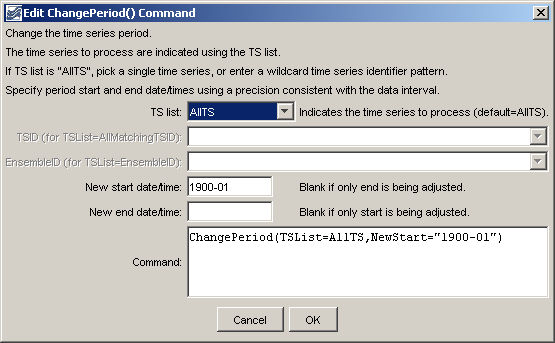 Edit ChangePeriod() Command
Change the time series period.
The time series to process are indicated using the TS list.
If TS list is "AllTS", pick a single time series, or enter a wildcard time series identifier pattern.
Specify period start and end date/times using a precision consistent with the data interval.
TS list: AllTS Indicates the time series to process (default=AllTS).
TSID (for TSList=AllMatchingTSID):
EnsembleID (for TSList=EnsembleID):
New start date/time: 1900-01 Blank if only end is being adjusted.
New end date/time: Blank if only start is being adjusted.
Command: ChangePeriod(TSList=AllTS,NewStart="1900-01")
Cancel OK